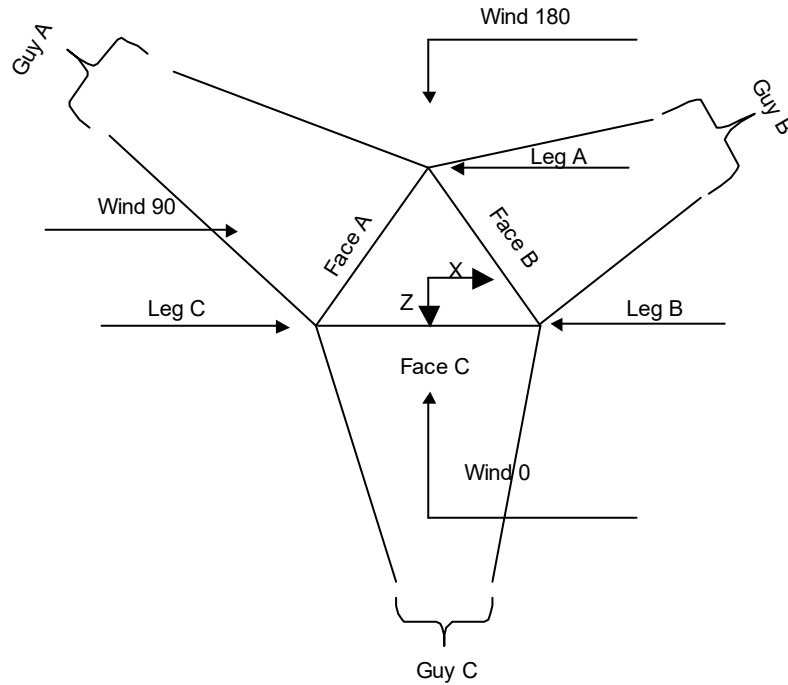 Wind 180
Guy A
Guy B
Leg A
Wind 90
Face A
Face B
X
Z
Leg C
Leg B
Face C
Wind 0
Guy C